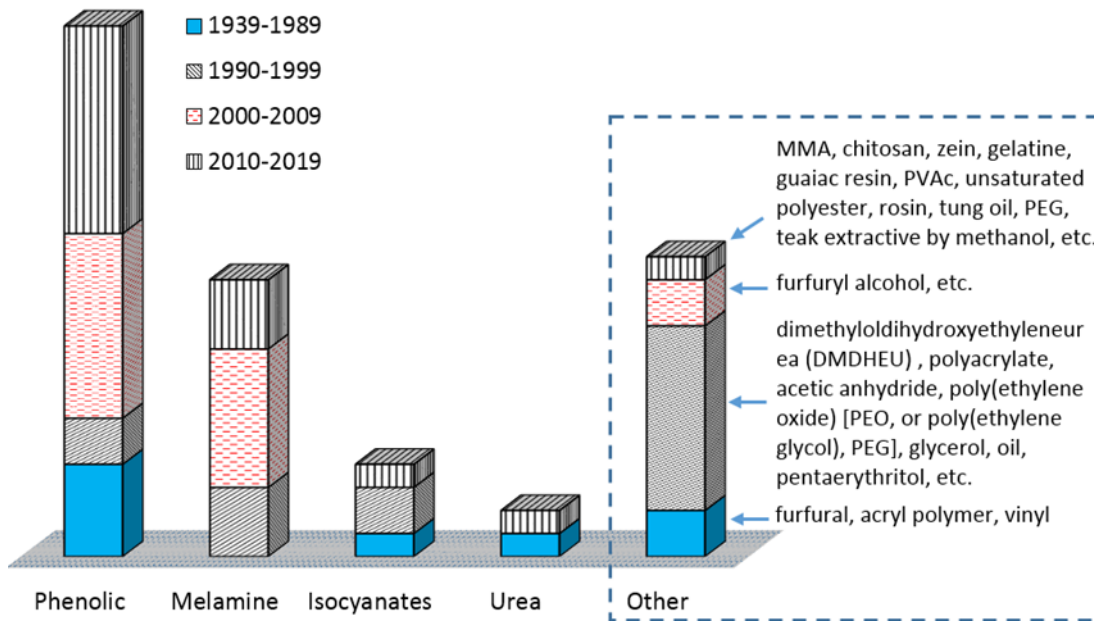 1939-1989
1990-1999
2000-2009
2010-2019
MMA, chitosan, zein, gelatine,
guaiac resin, PVAc, unsaturated
polyester, rosin, tung oil, PEG,
teak extractive by methanol, etc.
furfuryl alcohol, etc.
dimethyloldihydroxyethyleneur
ea (DMDHEU) , polyacrylate,
acetic anhydride, poly(ethylene
oxide) [PEO, or poly(ethylene
glycol), PEG], glycerol, oil,
pentaerythritol, etc.
furfural, acryl polymer, vinyl
Phenolic Melamine Isocyanates Urea Other